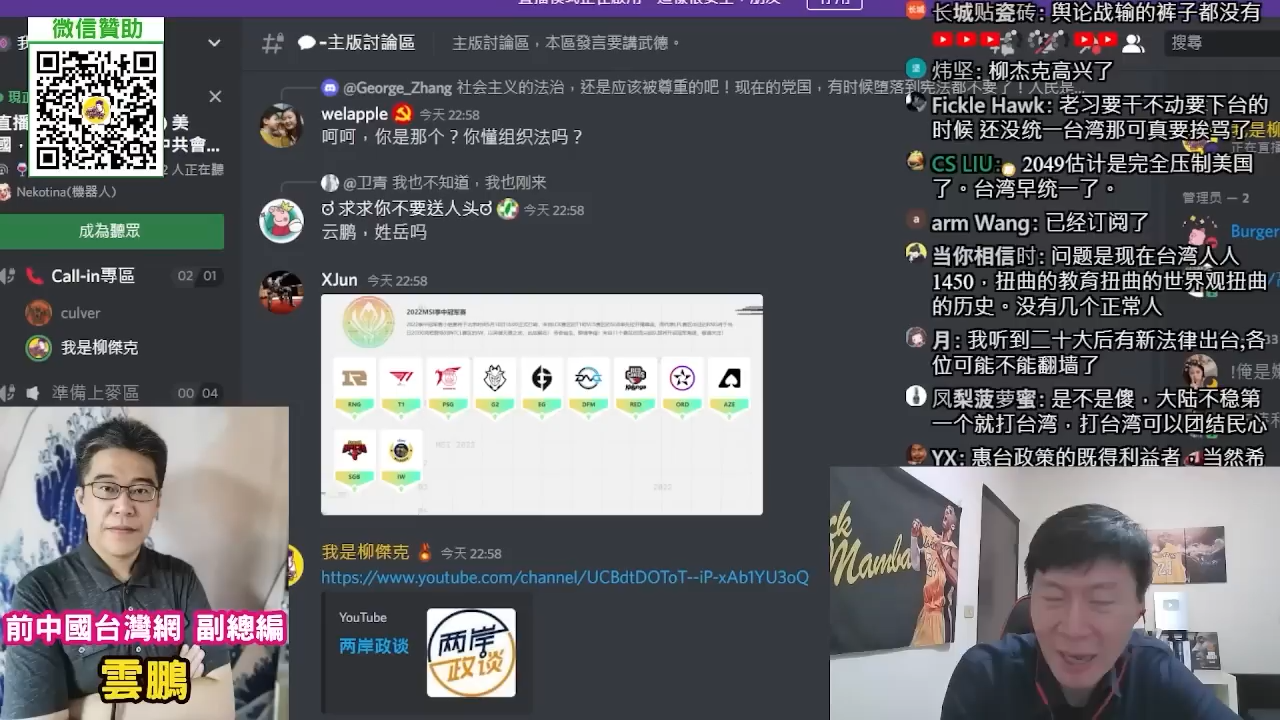 微信贊助
成為聽眾
Nekotina(機器人)
Call-in專區
02 01
culver
我是柳傑克
準備上麥區
00 04
前中國台灣網 副總編
雲鵬
-主版討論區
主版討論區，本區發言要講武德。
搜尋
@George_Zhang 社会主义的法治，还是应该被尊重的吧！现在的党国，有时候堕落到宪法都不要了！人民是...
welapple 今天 22:58
呵呵，你是那个？你懂组织法吗？
@卫青 我也不知道，我也刚来
求求你不要送人头 今天 22:58
云鹏，姓岳吗
XJun 今天 22:58
2022MSI季中冠军赛
RNG T1 PSG G2 EG DFM RED ORD AZE
SGB IW
我是柳傑克 今天 22:58
https://www.youtube.com/channel/UCBdtDOToT--iP-xAb1YU3oQ
YouTube
两岸政谈
两岸
政谈
长城贴瓷砖: 舆论战输的裤子都没有
炜坚: 柳杰克高兴了
Fickle Hawk: 老习要干不动要下台的
时候 还没统一台湾那可真要挨骂了
CS LIU: 2049估计是完全压制美国
了。台湾早统一了。
管理员 — 2
arm Wang: 已经订阅了
Burger
当你相信时: 问题是现在台湾人人
1450，扭曲的教育扭曲的世界观扭曲
的历史。没有几个正常人
月: 我听到二十大后有新法律出台,各
位可能不能翻墙了
凤梨菠萝蜜: 是不是傻，大陆不稳第
一个就打台湾，打台湾可以团结民心
YX: 惠台政策的既得利益者 当然希
Mamba